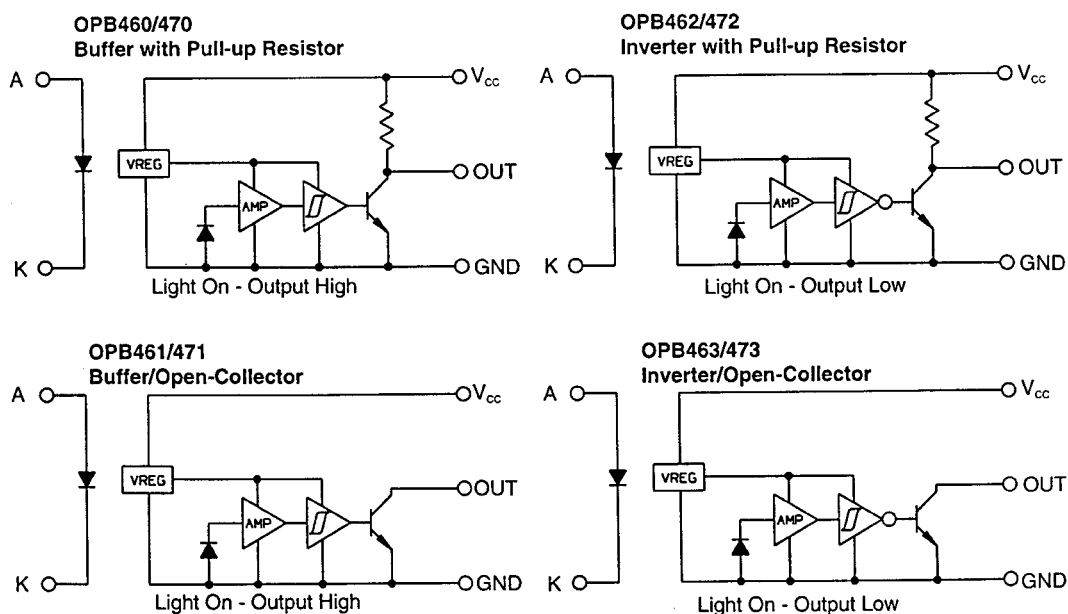 OPB460/470
Buffer with Pull-up Resistor
A
Vcc
VREG
OUT
AMP
K
GND
Light On - Output High
OPB462/472
Inverter with Pull-up Resistor
A
Vcc
VREG
OUT
AMP
K
GND
Light On - Output Low
OPB461/471
Buffer/Open-Collector
A
Vcc
VREG
OUT
AMP
K
GND
Light On - Output High
OPB463/473
Inverter/Open-Collector
A
Vcc
VREG
OUT
AMP
K
GND
Light On - Output Low